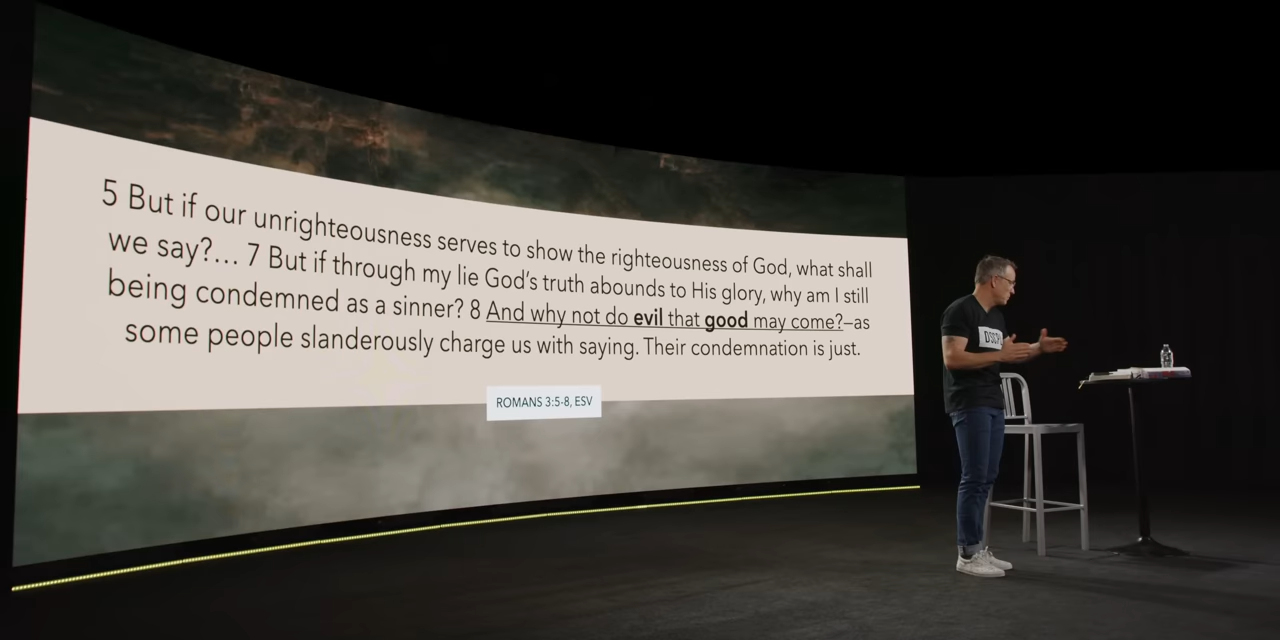 5 But if our unrighteousness serves to show the righteousness of God, what shall
we say?... 7 But if through my lie God's truth abounds to His glory, why am I still
being condemned as a sinner? 8 And why not do evil that good may come?—as
some people slanderously charge us with saying. Their condemnation is just.
ROMANS 3:5-8, ESV